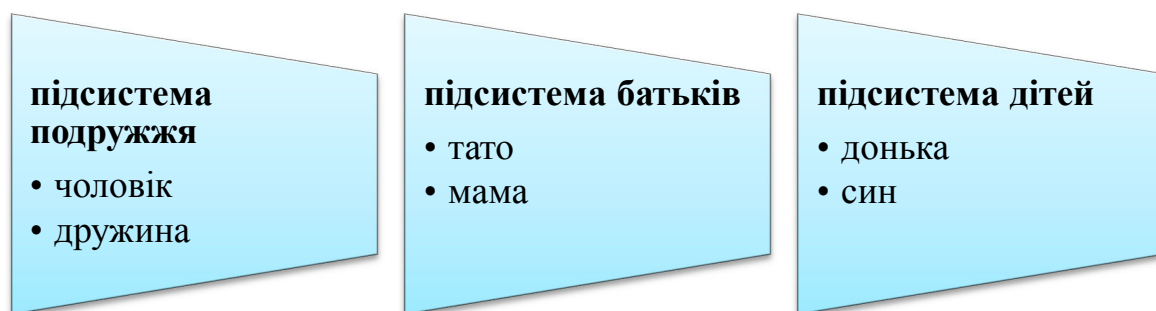 підсистема
подружжя
• чоловік
• дружина
підсистема батьків
• тато
• мама
підсистема дітей
• донька
• син